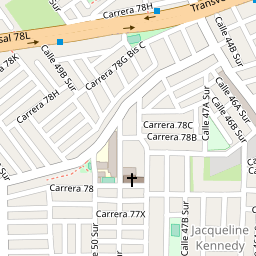 Carrera 78H
Transv
sal 78L
Calle 44B Sur
Carrera 78G Bis C
Calle 49B Sur
Carrera 78K
Carrera 78H
Calle 46A Sur
Calle 47A Sur
Calle 46B Sur
Carrera 78C
Carrera 78B
Carrera 78
Carrera 77X
Calle 50 Sur
Calle 47B Sur
Jacqueline
Kennedy